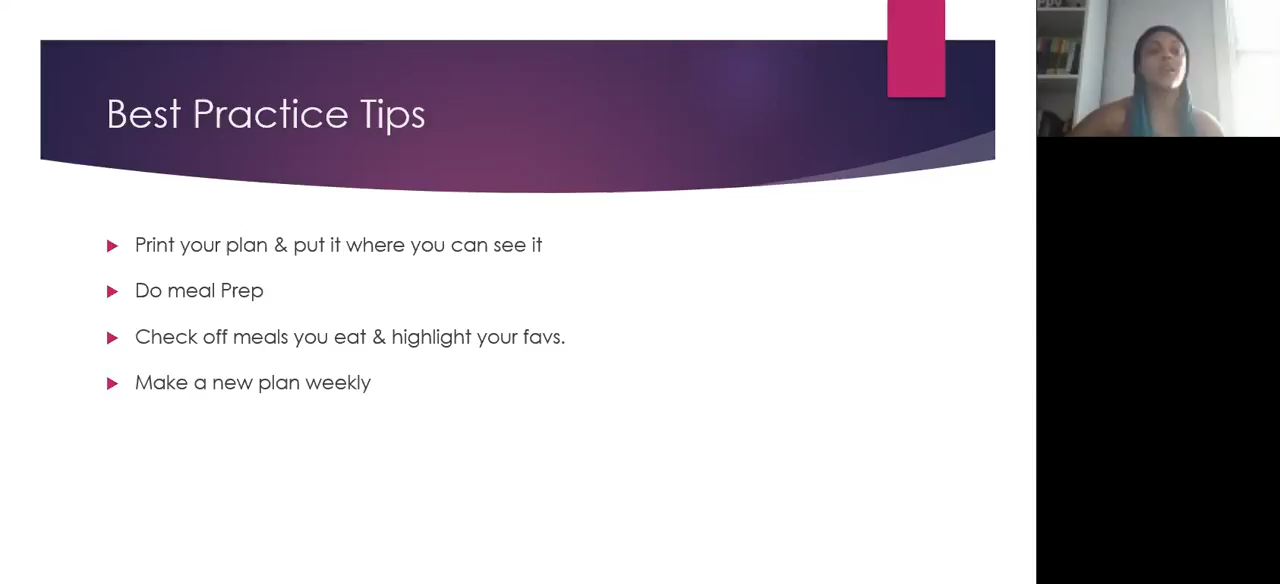 Best Practice Tips
Print your plan & put it where you can see it
Do meal Prep
Check off meals you eat & highlight your favs.
Make a new plan weekly